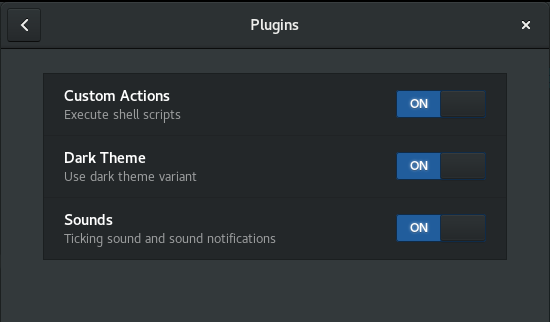 Plugins
Custom Actions
ON
Execute shell scripts
Dark Theme
ON
Use dark theme variant
Sounds
ON
Ticking sound and sound notifications